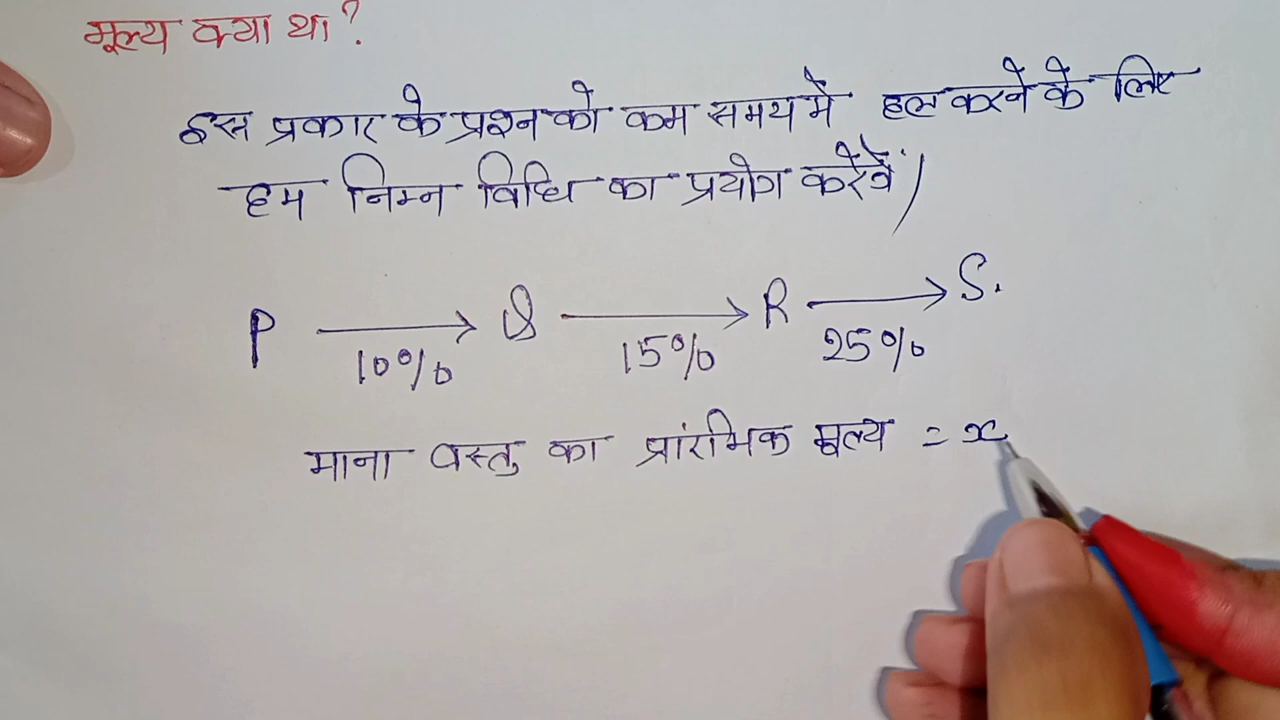 मूल्य क्या था?
इस प्रकार के प्रश्न को कम समय में हल करने के लिए
हम निम्न विधि का प्रयोग करेंगे।
P → Q → R → S.
10% 15% 25%
माना वस्तु का प्रारंभिक मूल्य = x